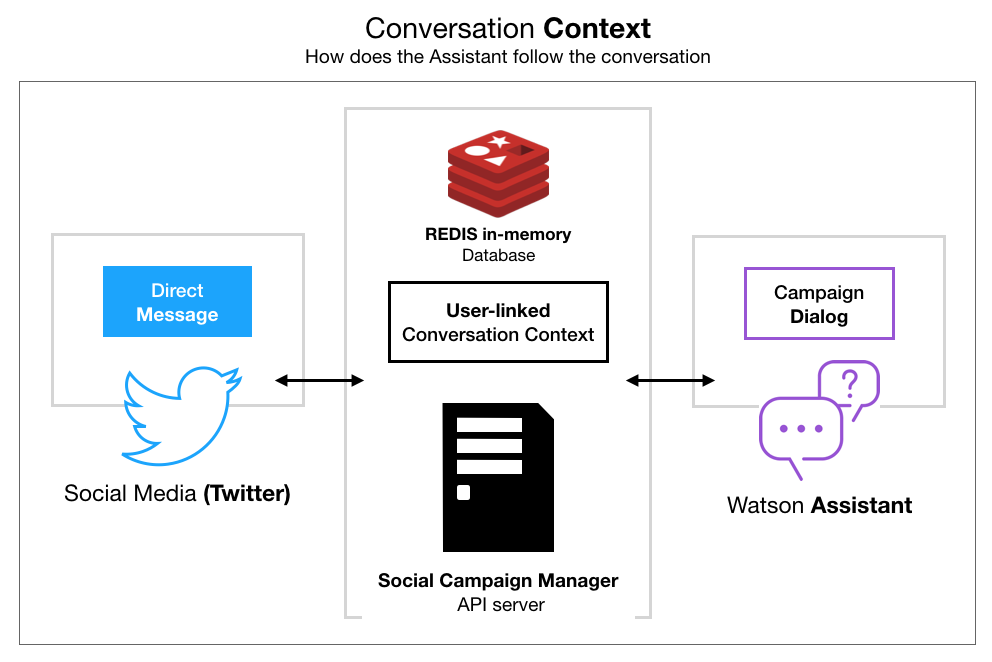 Conversation Context
How does the Assistant follow the conversation
REDIS in-memory
Database
Direct
Message
User-linked
Conversation Context
Campaign
Dialog
?
Social Media (Twitter)
Watson Assistant
Social Campaign Manager
API server